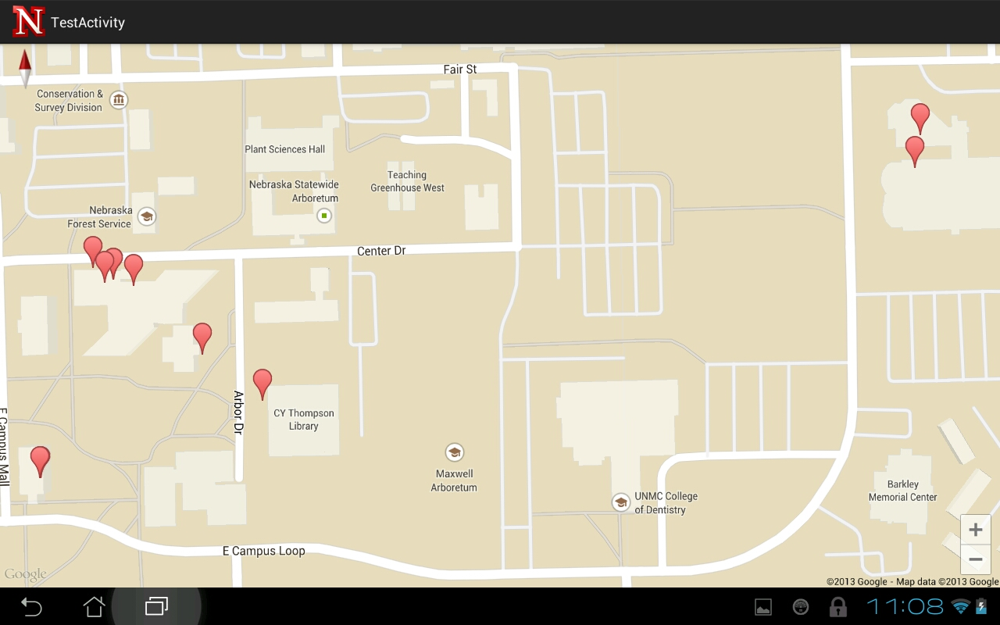 N TestActivity
Fair St
Conservation &
Survey Division
Plant Sciences Hall
Teaching
Greenhouse West
Nebraska Statewide
Arboretum
Nebraska
Forest Service
Center Dr
Arbor Dr
CY Thompson
Library
E Campus Mall
Maxwell
Arboretum
UNMC College
of Dentistry
Barkley
Memorial Center
E Campus Loop
+
−
Google
©2013 Google - Map data ©2013 Google
11:08